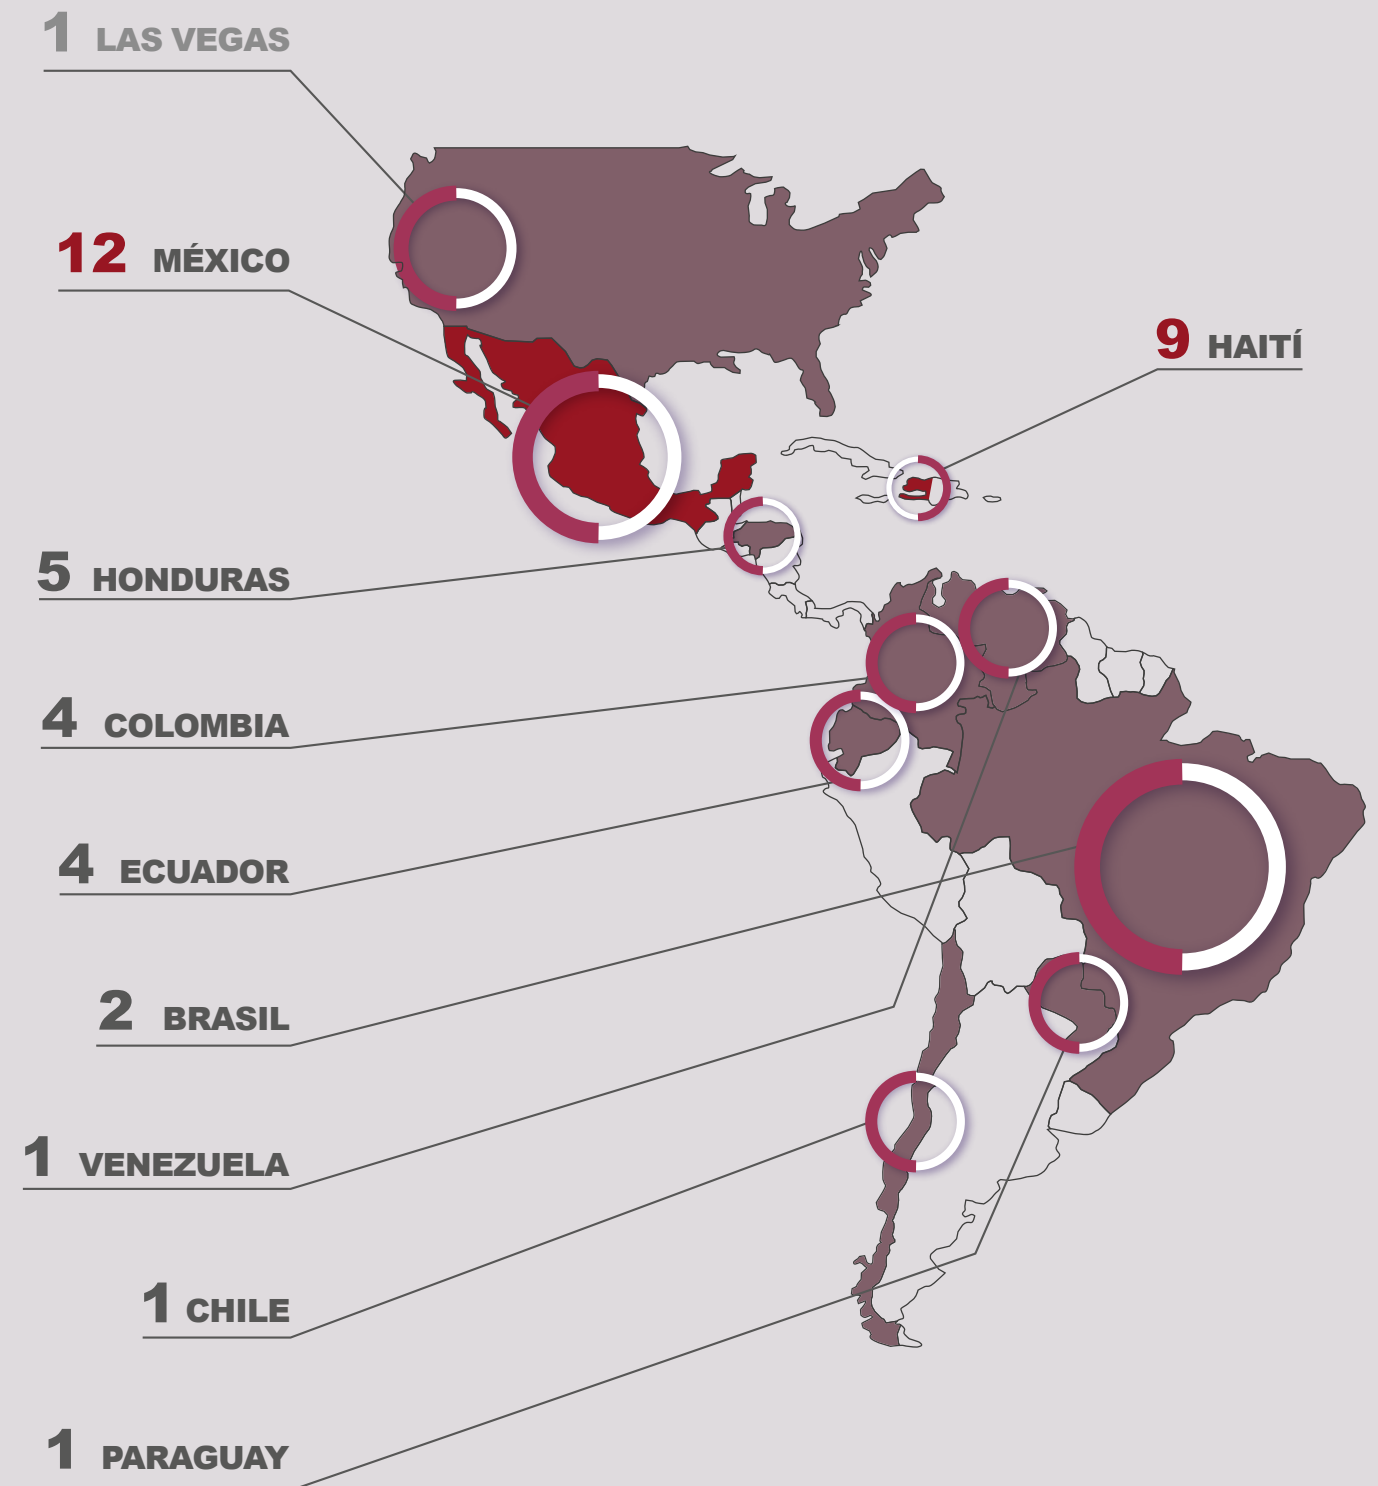 1 LAS VEGAS
12 MÉXICO
9 HAITÍ
5 HONDURAS
4 COLOMBIA
4 ECUADOR
2 BRASIL
1 VENEZUELA
1 CHILE
1 PARAGUAY